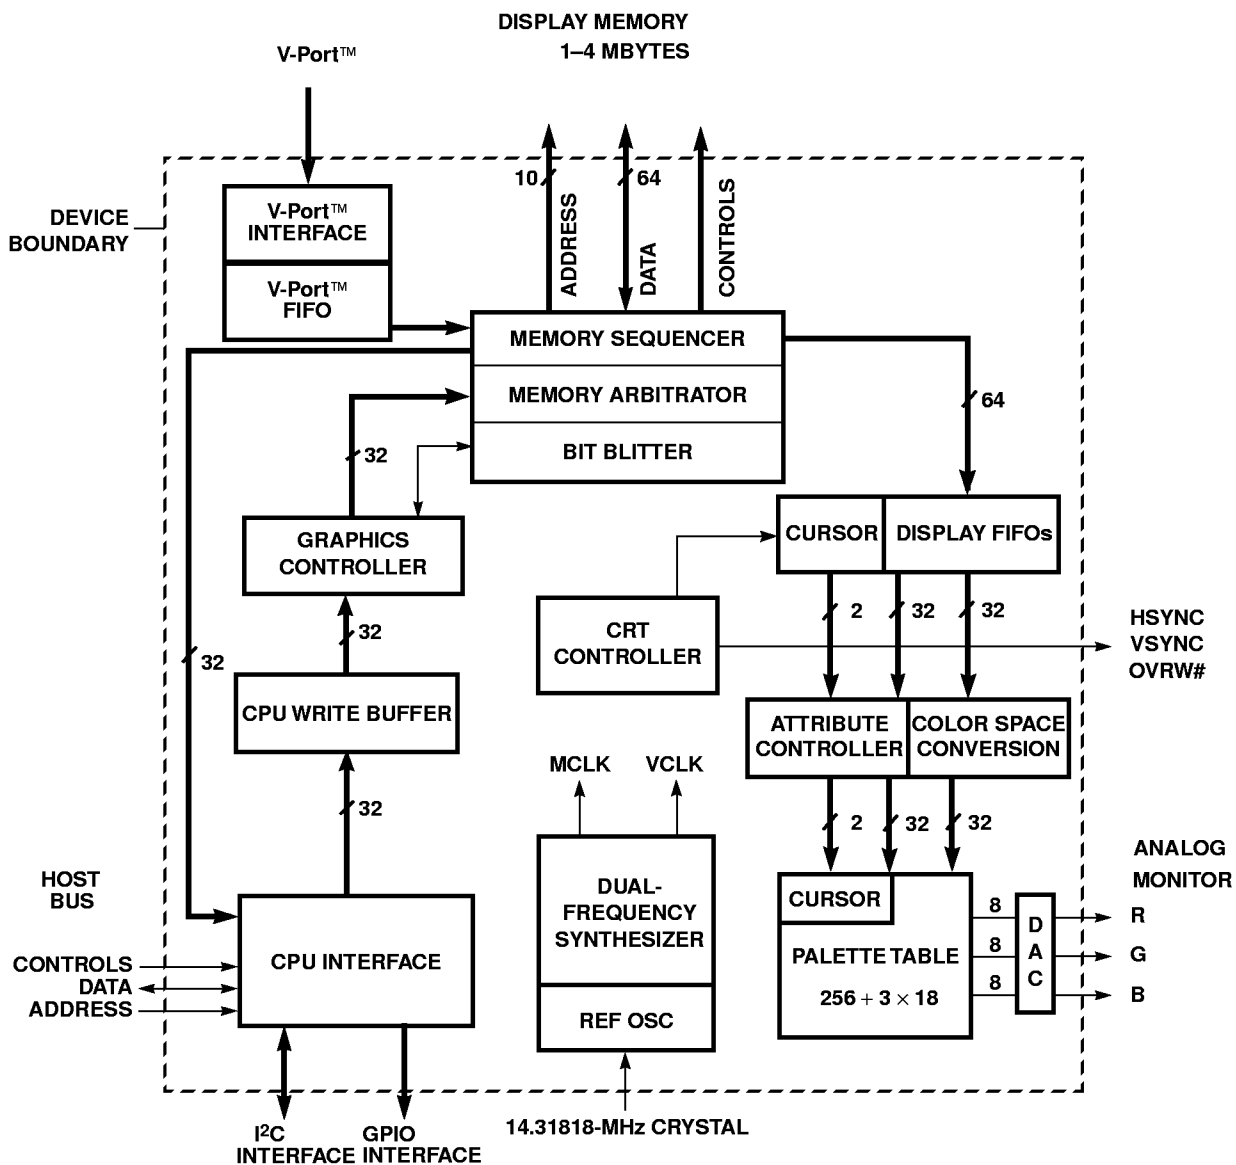 DISPLAY MEMORY
1–4 MBYTES
V-Port™
10
64
ADDRESS
DATA
CONTROLS
DEVICE
BOUNDARY
V-Port™
INTERFACE
V-Port™
FIFO
MEMORY SEQUENCER
MEMORY ARBITRATOR
BIT BLITTER
64
32
GRAPHICS
CONTROLLER
CURSOR
DISPLAY FIFOs
32
32
CPU WRITE BUFFER
32
CRT
CONTROLLER
2
32
32
HSYNC
VSYNC
OVRW#
ATTRIBUTE
CONTROLLER
COLOR SPACE
CONVERSION
MCLK
VCLK
2
32
32
HOST
BUS
CONTROLS
DATA
ADDRESS
CPU INTERFACE
DUAL-
FREQUENCY
SYNTHESIZER
REF OSC
CURSOR
PALETTE TABLE
256 + 3 × 18
8
8
8
D
A
C
ANALOG
MONITOR
R
G
B
I²C
INTERFACE
GPIO
INTERFACE
14.31818-MHz CRYSTAL